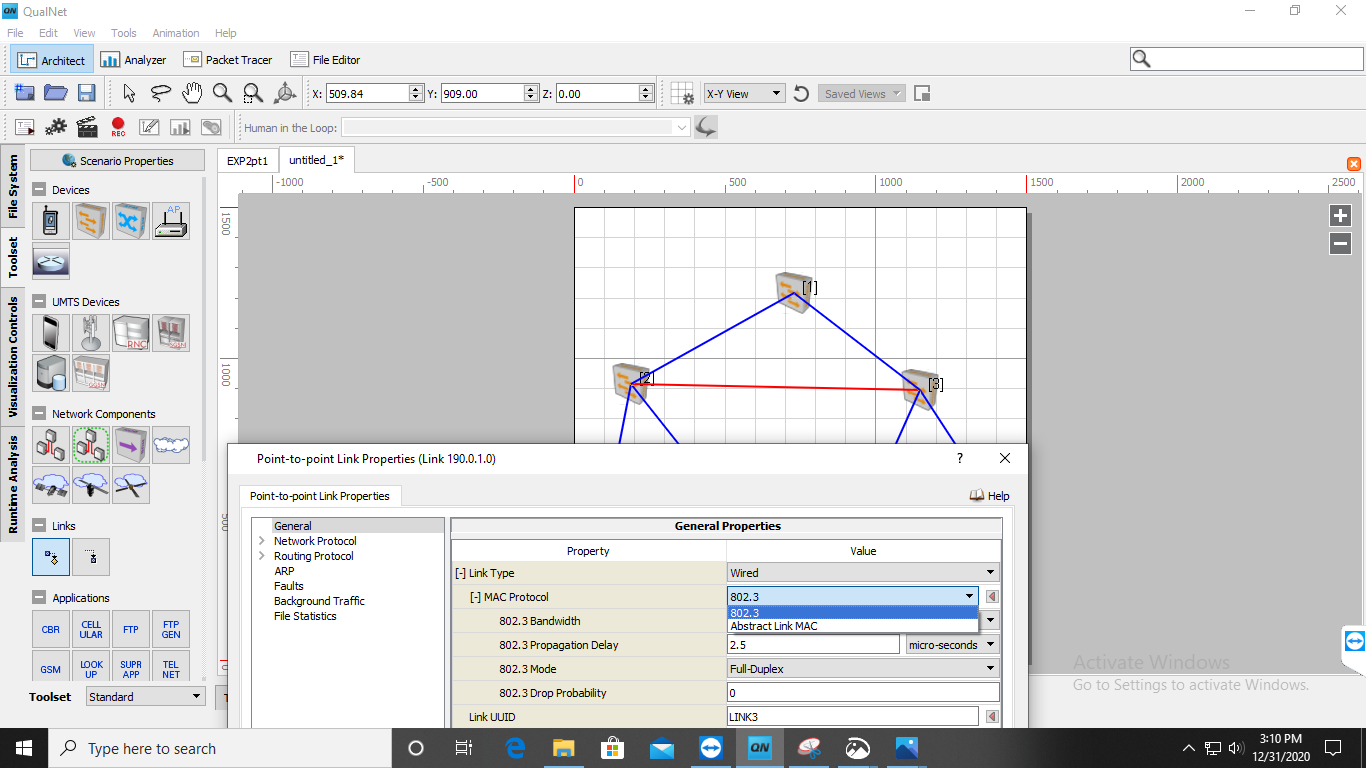 QN QualNet
File Edit View Tools Animation Help
Architect Analyzer Packet Tracer File Editor
X: 509.84 Y: 909.00 Z: 0.00 X-Y View Saved Views
REC Human in the Loop:
File System
Toolset
Visualization Controls
Runtime Analysis
Scenario Properties
Devices
AP
UMTS Devices
RNC
Network Components
Links
Applications
CBR CELL ULAR FTP FTP GEN
GSM LOOK UP SUPR APP TEL NET
Toolset Standard
EXP2pt1 untitled_1*
-1000 -500 0 500 1000 1500 2000 2500
1500
1000
500
0
[1]
[2]
[3]
Point-to-point Link Properties (Link 190.0.1.0) ?
Point-to-point Link Properties Help
General
Network Protocol
Routing Protocol
ARP
Faults
Background Traffic
File Statistics
General Properties
Property Value
[-] Link Type Wired
[-] MAC Protocol 802.3
802.3
Abstract Link MAC
802.3 Bandwidth
802.3 Propagation Delay 2.5 micro-seconds
802.3 Mode Full-Duplex
802.3 Drop Probability 0
Link UUID LINK3
Activate Windows
Go to Settings to activate Windows.
Type here to search
QN
3:10 PM
12/31/2020